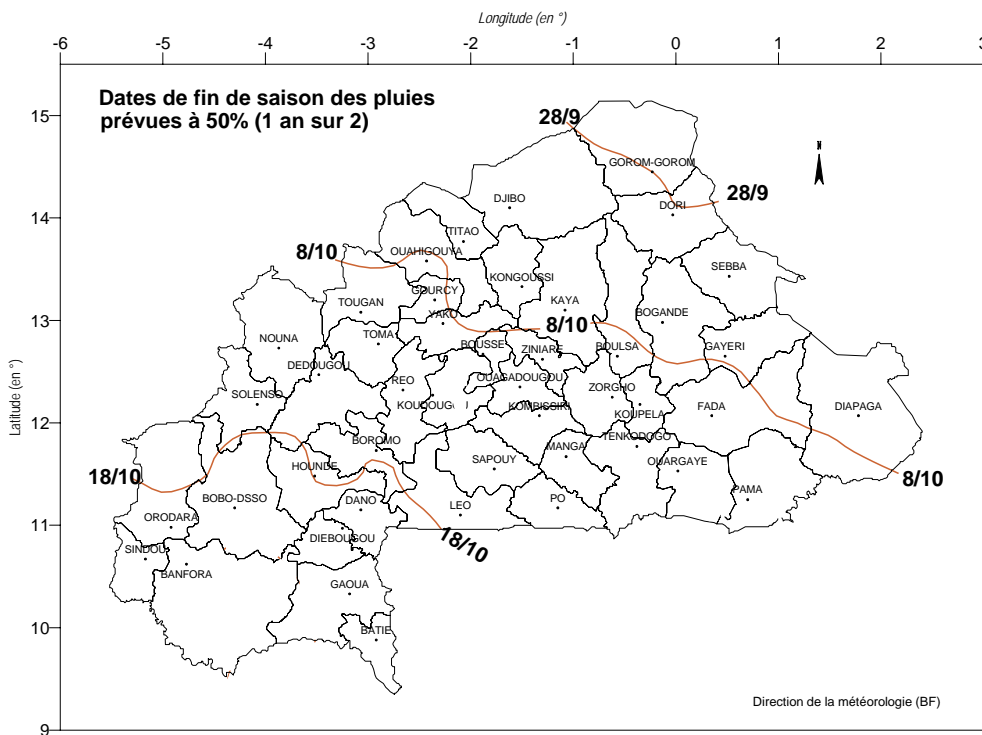 Longitude (en °)
-6 -5 -4 -3 -2 -1 0 1 2 3
Dates de fin de saison des pluies
prévues à 50% (1 an sur 2)
15
28/9
N
GOROM-GOROM
14
DJIBO
DORI
28/9
TITAO
8/10
OUAHIGOUYA
SEBBA
KONGOUSSI
GOURCY
TOUGAN
KAYA
13
YAKO
8/10
BOGANDE
NOUNA
TOMA
BOUSSE
ZINIARE
BOULSA
GAYERI
DEDOUGOU
REO
OUAGADOUGOU
SOLENSO
KOUDOUG
ZORGHO
12
KOMBISSIRI
KOUPELA
FADA
DIAPAGA
BOROMO
TENKODOGO
Latitude (en °)
18/10
HOUNDE
SAPOUY
MANGA
OUARGAYE
8/10
BOBO-DSSO
DANO
LEO
PO
PAMA
11
ORODARA
DIEBOUGOU
18/10
SINDOU
BANFORA
GAOUA
10
BATIE
Direction de la météorologie (BF)
9